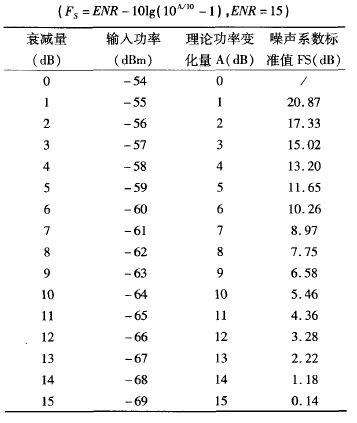 (F_S = ENR − 10lg(10^{A/10} − 1), ENR = 15)
衰减量 输入功率 理论功率变 噪声系数标
(dB) (dBm) 化量 A(dB) 准值 FS(dB)
0 −54 0 /
1 −55 1 20.87
2 −56 2 17.33
3 −57 3 15.02
4 −58 4 13.20
5 −59 5 11.65
6 −60 6 10.26
7 −61 7 8.97
8 −62 8 7.75
9 −63 9 6.58
10 −64 10 5.46
11 −65 11 4.36
12 −66 12 3.28
13 −67 13 2.22
14 −68 14 1.18
15 −69 15 0.14